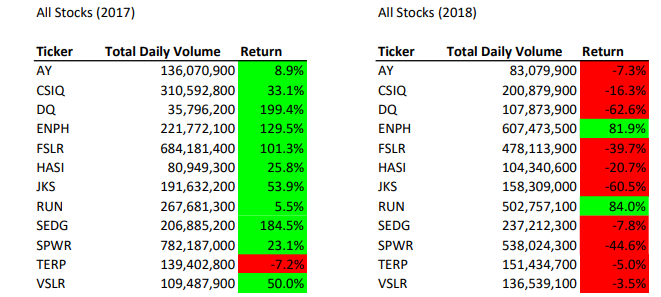 All Stocks (2017)
Ticker Total Daily Volume Return
AY 136,070,900 8.9%
CSIQ 310,592,800 33.1%
DQ 35,796,200 199.4%
ENPH 221,772,100 129.5%
FSLR 684,181,400 101.3%
HASI 80,949,300 25.8%
JKS 191,632,200 53.9%
RUN 267,681,300 5.5%
SEDG 206,885,200 184.5%
SPWR 782,187,000 23.1%
TERP 139,402,800 -7.2%
VSLR 109,487,900 50.0%
All Stocks (2018)
Ticker Total Daily Volume Return
AY 83,079,900 -7.3%
CSIQ 200,879,900 -16.3%
DQ 107,873,900 -62.6%
ENPH 607,473,500 81.9%
FSLR 478,113,900 -39.7%
HASI 104,340,600 -20.7%
JKS 158,309,000 -60.5%
RUN 502,757,100 84.0%
SEDG 237,212,300 -7.8%
SPWR 538,024,300 -44.6%
TERP 151,434,700 -5.0%
VSLR 136,539,100 -3.5%